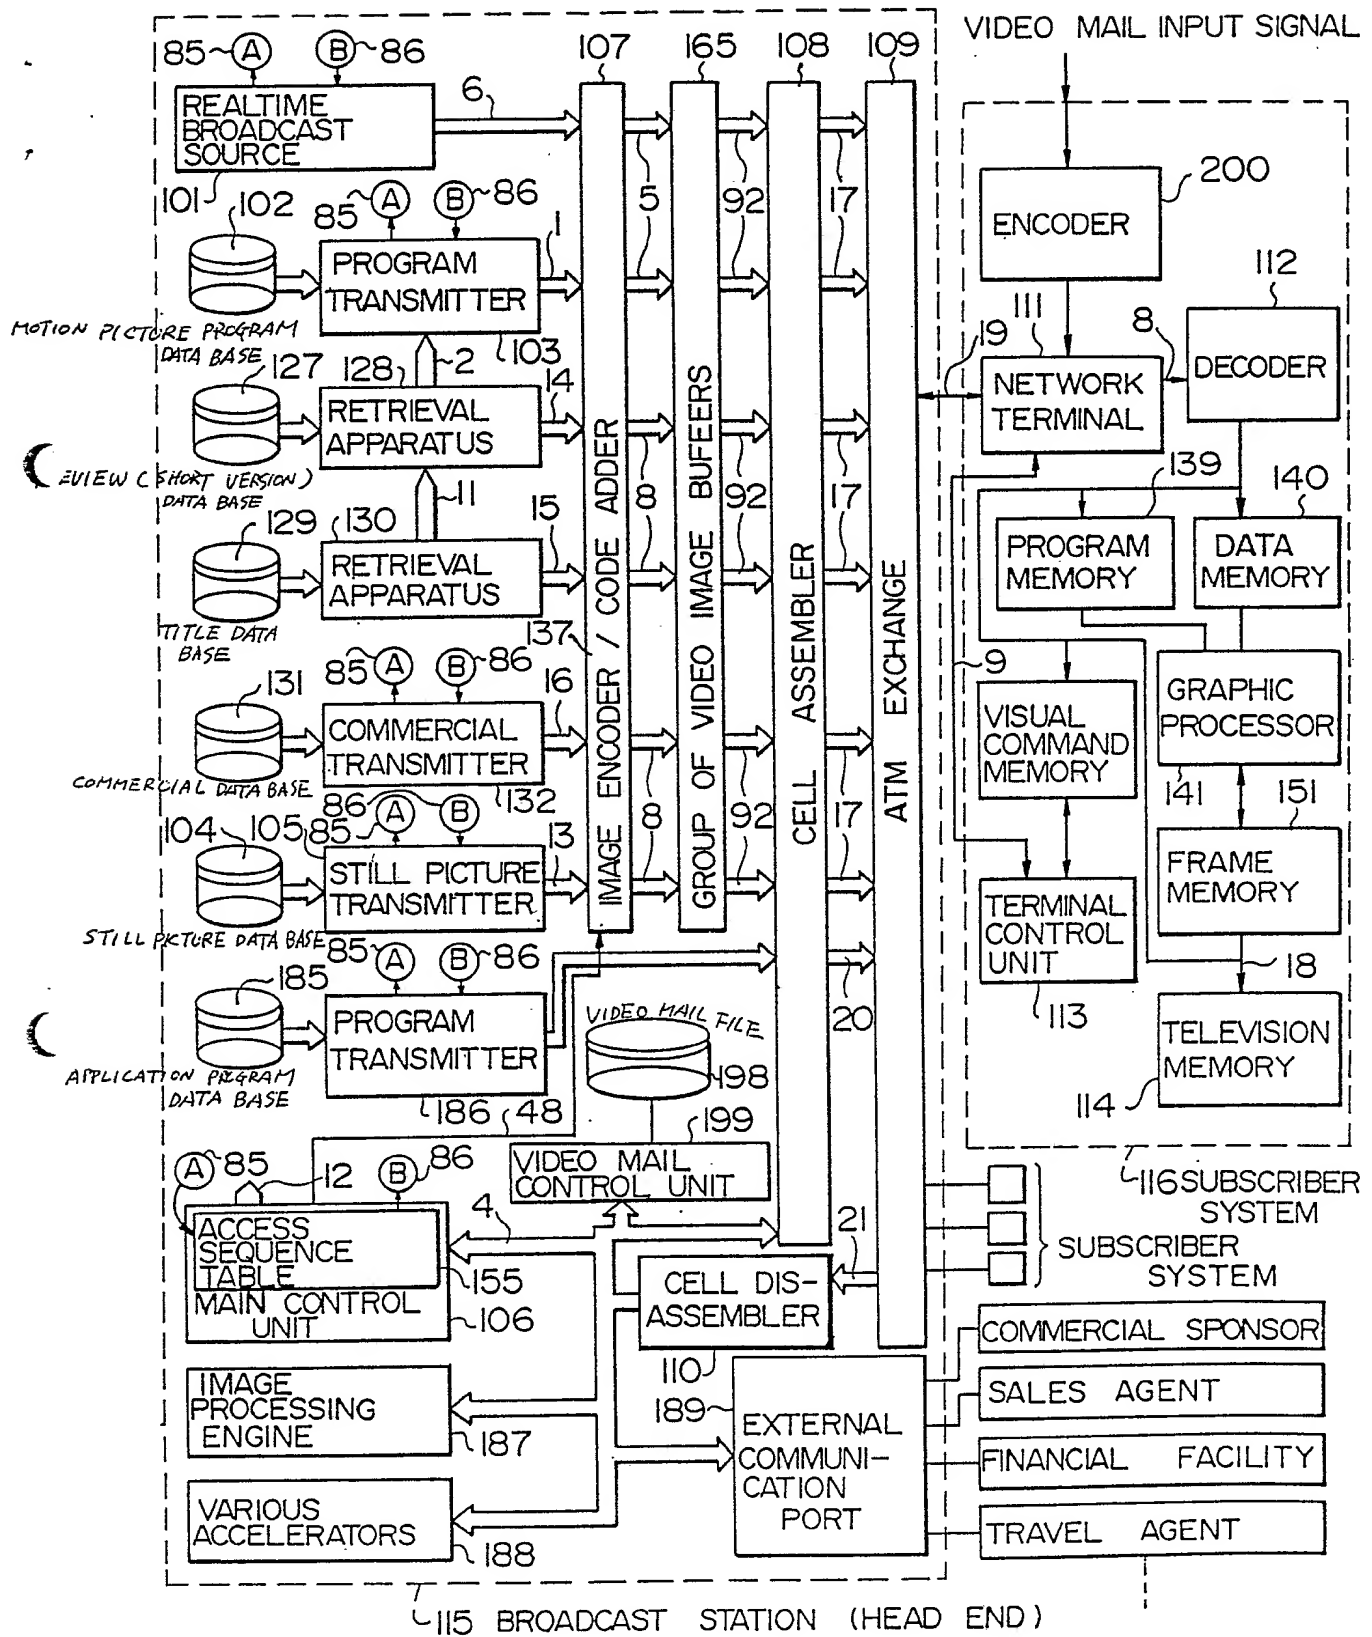 VIDEO MAIL INPUT SIGNAL
85 A B 86
107 165 108 109
REALTIME
BROADCAST
SOURCE
6
101
5 92 17
102
85 A B 86
PROGRAM
TRANSMITTER
1
103
MOTION PICTURE PROGRAM
DATA BASE
2
127
128
RETRIEVAL
APPARATUS
14
8 92 17
EVIEW (SHORT VERSION)
DATA BASE
11
129
130
RETRIEVAL
APPARATUS
15
8 92 17
TITLE DATA
BASE
137
131
85 A B 86
COMMERCIAL
TRANSMITTER
16
132
COMMERCIAL DATA BASE
8 92 17
86
104
105
85 A B
STILL PICTURE
TRANSMITTER
13
STILL PICTURE DATA BASE
185
85 A B 86
PROGRAM
TRANSMITTER
186
APPLICATION PROGRAM
DATA BASE
48
20
IMAGE ENCODER / CODE ADDER
GROUP OF VIDEO IMAGE BUFEERS
CELL ASSEMBLER
ATM EXCHANGE
VIDEO MAIL FILE
198
199
VIDEO MAIL
CONTROL UNIT
A 85
12
B 86
4
ACCESS
SEQUENCE
TABLE
155
MAIN CONTROL
UNIT
106
21
CELL DIS-
ASSEMBLER
110
IMAGE
PROCESSING
ENGINE
187
VARIOUS
ACCELERATORS
188
189
EXTERNAL
COMMUNI-
CATION
PORT
115 BROADCAST STATION (HEAD END)
200
ENCODER
112
111
19
8
NETWORK
TERMINAL
DECODER
139
140
PROGRAM
MEMORY
DATA
MEMORY
9
VISUAL
COMMAND
MEMORY
GRAPHIC
PROCESSOR
141
151
FRAME
MEMORY
TERMINAL
CONTROL
UNIT
113
18
TELEVISION
MEMORY
114
116 SUBSCRIBER
SYSTEM
SUBSCRIBER
SYSTEM
COMMERCIAL SPONSOR
SALES AGENT
FINANCIAL FACILITY
TRAVEL AGENT